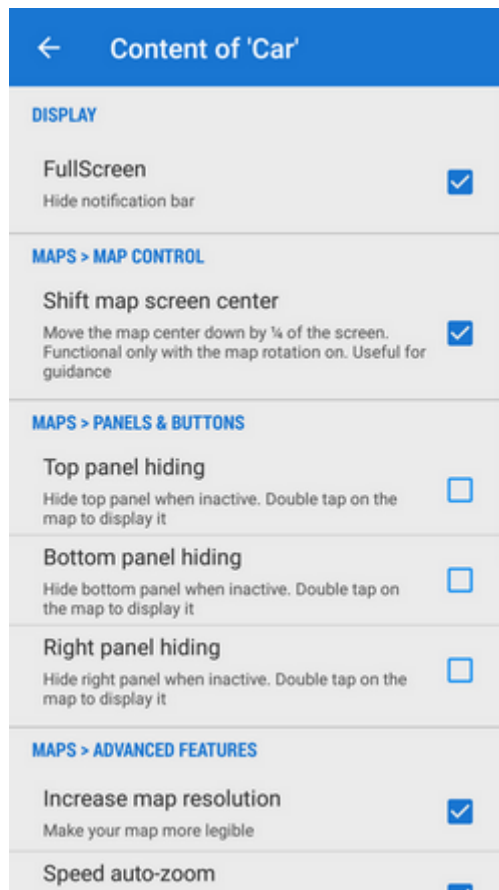 Content of 'Car'
DISPLAY
FullScreen
Hide notification bar
MAPS > MAP CONTROL
Shift map screen center
Move the map center down by ¼ of the screen.
Functional only with the map rotation on. Useful for
guidance
MAPS > PANELS & BUTTONS
Top panel hiding
Hide top panel when inactive. Double tap on the
map to display it
Bottom panel hiding
Hide bottom panel when inactive. Double tap on
the map to display it
Right panel hiding
Hide right panel when inactive. Double tap on the
map to display it
MAPS > ADVANCED FEATURES
Increase map resolution
Make your map more legible
Speed auto-zoom